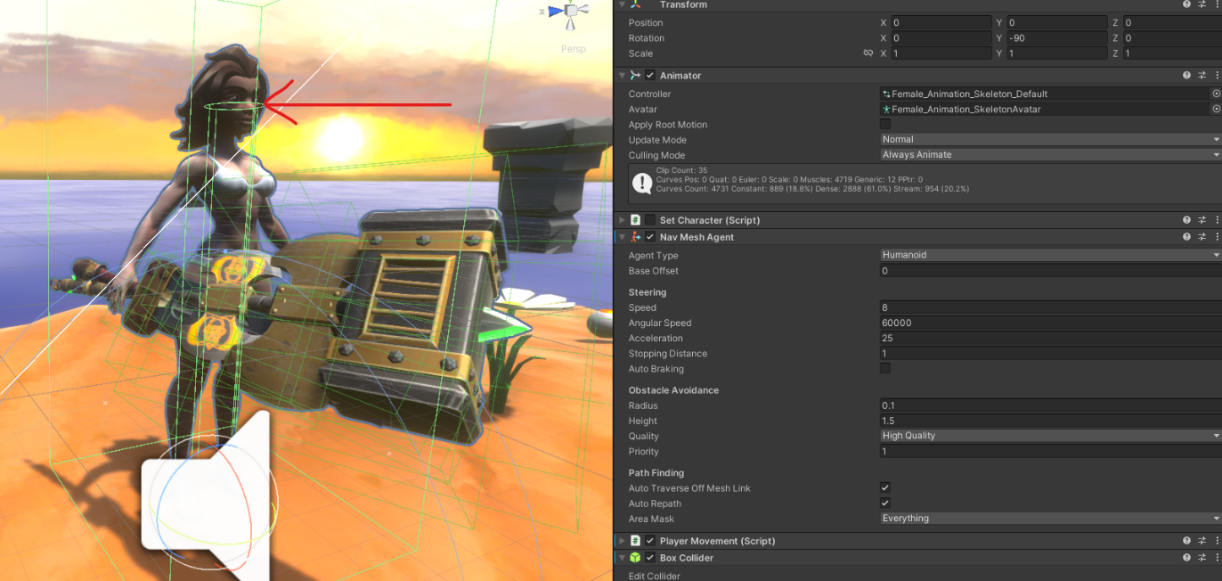 Transform
Position X 0 Y 0 Z 0
Rotation X 0 Y -90 Z 0
Scale X 1 Y 1 Z 1
Persp
Animator
Controller Female_Animation_Skeleton_Default
Avatar Female_Animation_SkeletonAvatar
Apply Root Motion
Update Mode Normal
Culling Mode Always Animate
Clip Count: 35
Curves Pos: 0 Quat: 0 Euler: 0 Scale: 0 Muscles: 4719 Generic: 12 PPtr: 0
Curves Count: 4731 Constant: 889 (18.8%) Dense: 2888 (61.0%) Stream: 954 (20.2%)
Set Character (Script)
Nav Mesh Agent
Agent Type Humanoid
Base Offset 0
Steering
Speed 8
Angular Speed 60000
Acceleration 25
Stopping Distance 1
Auto Braking
Obstacle Avoidance
Radius 0.1
Height 1.5
Quality High Quality
Priority 1
Path Finding
Auto Traverse Off Mesh Link
Auto Repath
Area Mask Everything
Player Movement (Script)
Box Collider
Edit Collider